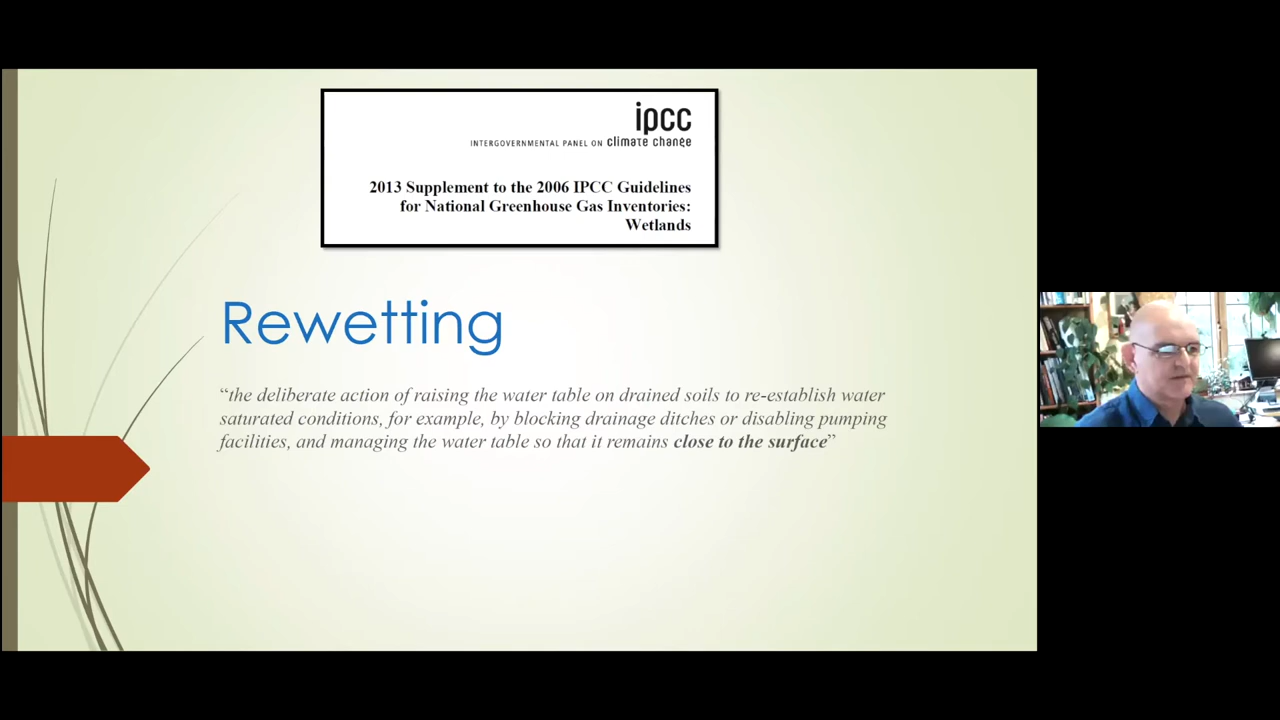 ipcc
INTERGOVERNMENTAL PANEL ON climate change
2013 Supplement to the 2006 IPCC Guidelines
for National Greenhouse Gas Inventories:
Wetlands
Rewetting
“the deliberate action of raising the water table on drained soils to re-establish water
saturated conditions, for example, by blocking drainage ditches or disabling pumping
facilities, and managing the water table so that it remains close to the surface”